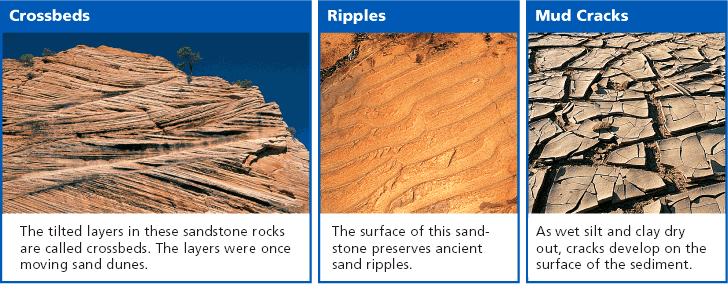 Crossbeds
The tilted layers in these sandstone rocks
are called crossbeds. The layers were once
moving sand dunes.
Ripples
The surface of this sand-
stone preserves ancient
sand ripples.
Mud Cracks
As wet silt and clay dry
out, cracks develop on the
surface of the sediment.